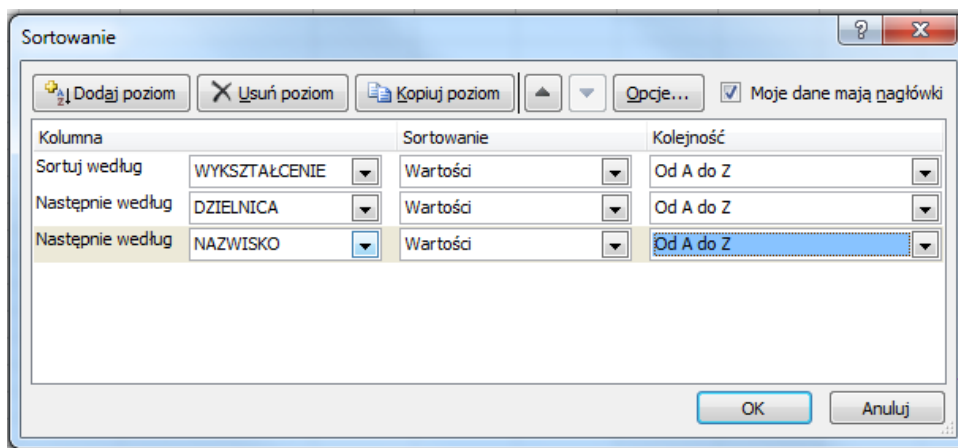 Sortowanie
Dodaj poziom Usuń poziom Kopiuj poziom Opcje... Moje dane mają nagłówki
Kolumna Sortowanie Kolejność
Sortuj według WYKSZTAŁCENIE Wartości Od A do Z
Następnie według DZIELNICA Wartości Od A do Z
Następnie według NAZWISKO Wartości Od A do Z
OK Anuluj